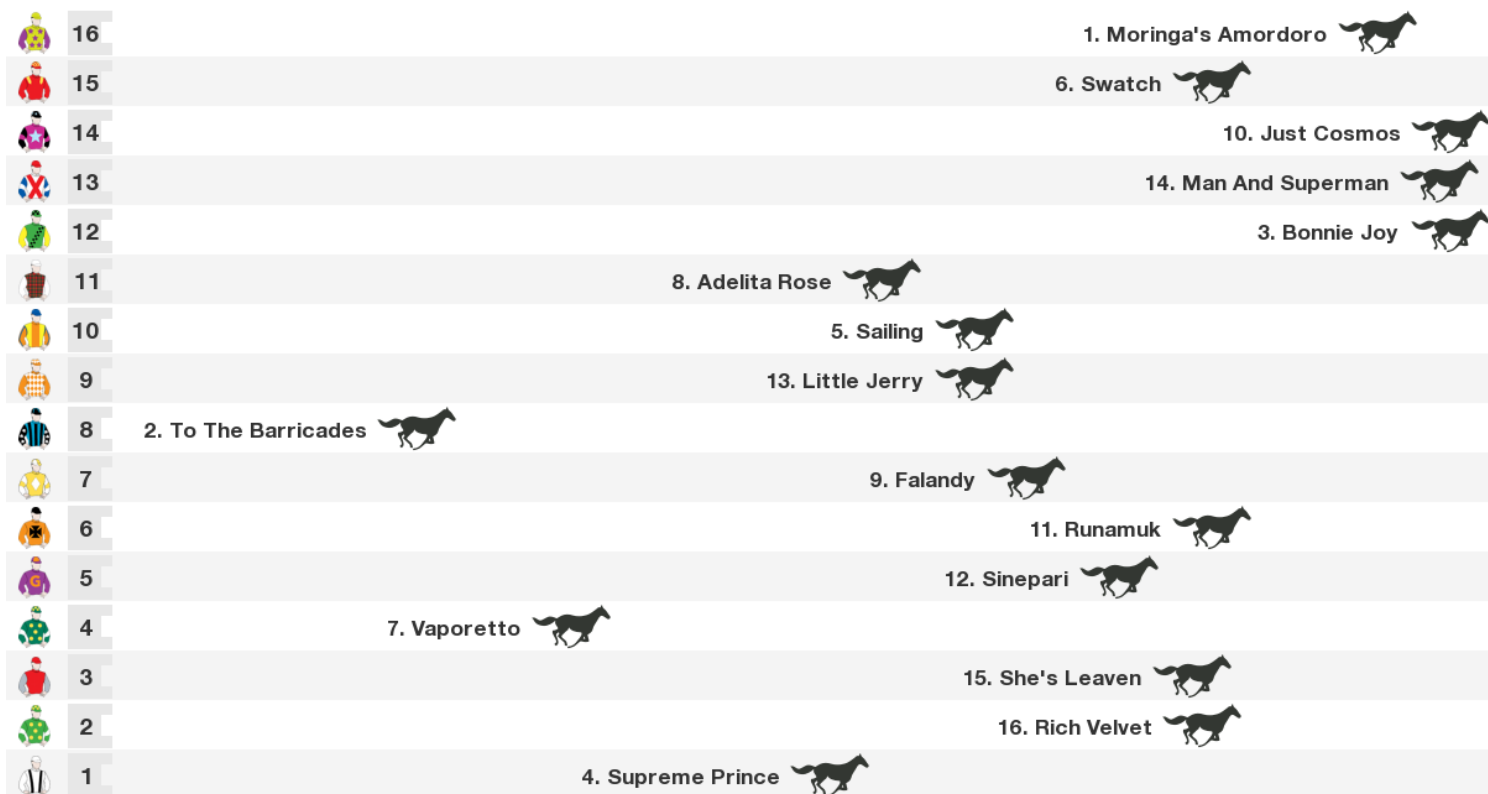 16 1. Moringa's Amordoro
15 6. Swatch
14 10. Just Cosmos
13 14. Man And Superman
12 3. Bonnie Joy
11 8. Adelita Rose
10 5. Sailing
9 13. Little Jerry
8 2. To The Barricades
7 9. Falandy
6 11. Runamuk
G
5 12. Sinepari
4 7. Vaporetto
3 15. She's Leaven
2 16. Rich Velvet
1 4. Supreme Prince